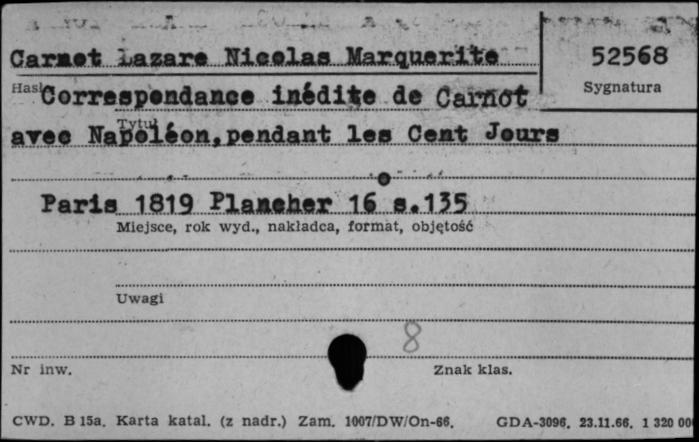 Carnot Lazare Nicolas Marquerite
52568
Sygnatura
Hasło
Correspondance inédite de Carnot
Tytuł
avec Napoléon, pendant les Cent Jours
Paris 1819 Plancher 16 s.135
Miejsce, rok wyd., nakładca, format, objętość
Uwagi
8
Nr inw.
Znak klas.
CWD. B 15a. Karta katal. (z nadr.) Zam. 1007/DW/On-66. GDA-3096. 23.11.66. 1 320 00